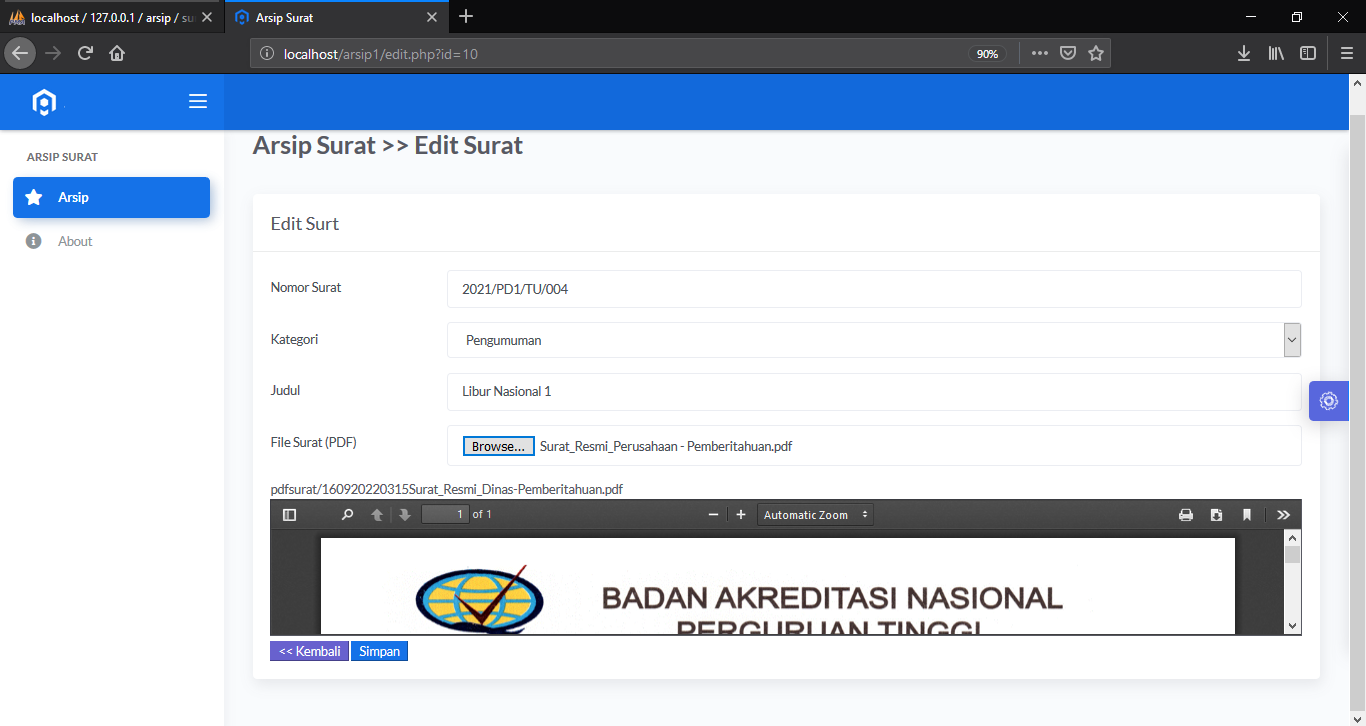 localhost / 127.0.0.1 / arsip / su
Arsip Surat
localhost/arsip1/edit.php?id=10
90%
Arsip Surat >> Edit Surat
ARSIP SURAT
Arsip
About
Edit Surt
Nomor Surat
2021/PD1/TU/004
Kategori
Pengumuman
Judul
Libur Nasional 1
File Surat (PDF)
Browse... Surat_Resmi_Perusahaan - Pemberitahuan.pdf
pdfsurat/160920220315Surat_Resmi_Dinas-Pemberitahuan.pdf
1 of 1
Automatic Zoom
BADAN AKREDITASI NASIONAL
PERGURUAN TINGGI
<< Kembali
Simpan